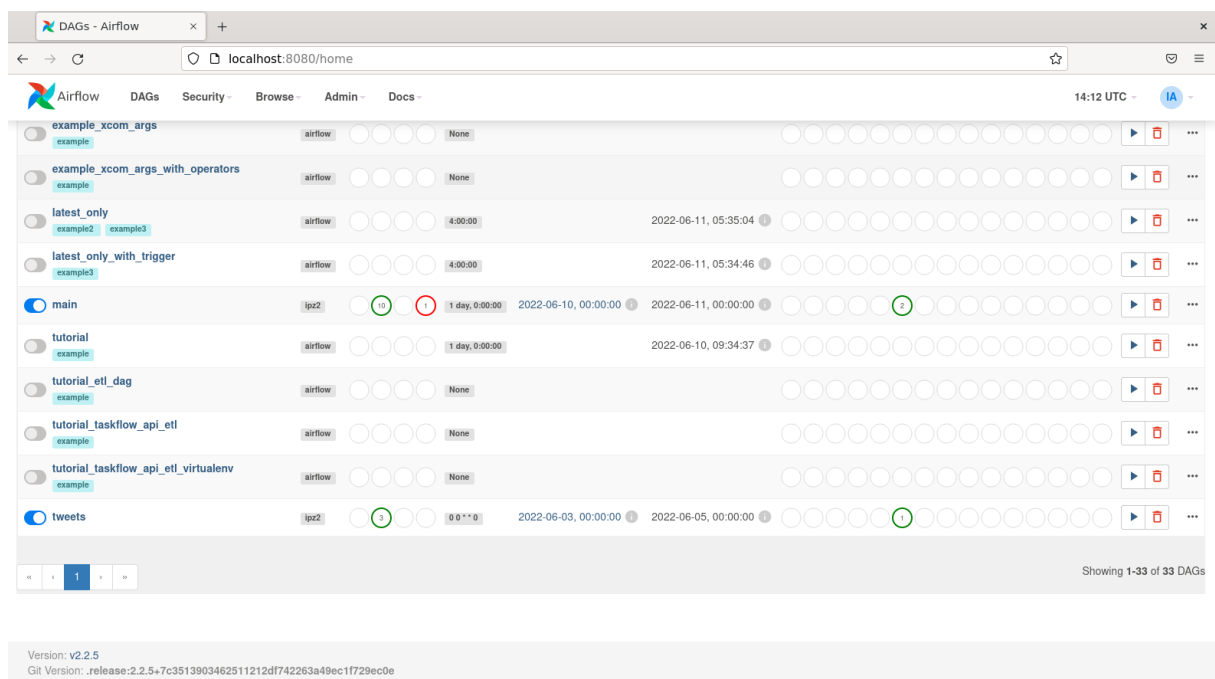 DAGs - Airflow × + ×
localhost:8080/home
Airflow DAGs Security Browse Admin Docs 14:12 UTC IA
example_xcom_args airflow None
example
example_xcom_args_with_operators airflow None
example
latest_only airflow 4:00:00 2022-06-11, 05:35:04
example2 example3
latest_only_with_trigger airflow 4:00:00 2022-06-11, 05:34:46
example3
main ipz2 10 1 1 day, 0:00:00 2022-06-10, 00:00:00 2022-06-11, 00:00:00 2
tutorial airflow 1 day, 0:00:00 2022-06-10, 09:34:37
example
tutorial_etl_dag airflow None
example
tutorial_taskflow_api_etl airflow None
example
tutorial_taskflow_api_etl_virtualenv airflow None
example
tweets ipz2 3 0 0 * * 0 2022-06-03, 00:00:00 2022-06-05, 00:00:00 1
« ‹ 1 › » Showing 1-33 of 33 DAGs
Version: v2.2.5
Git Version: .release:2.2.5+7c3513903462511212df742263a49ec1f729ec0e